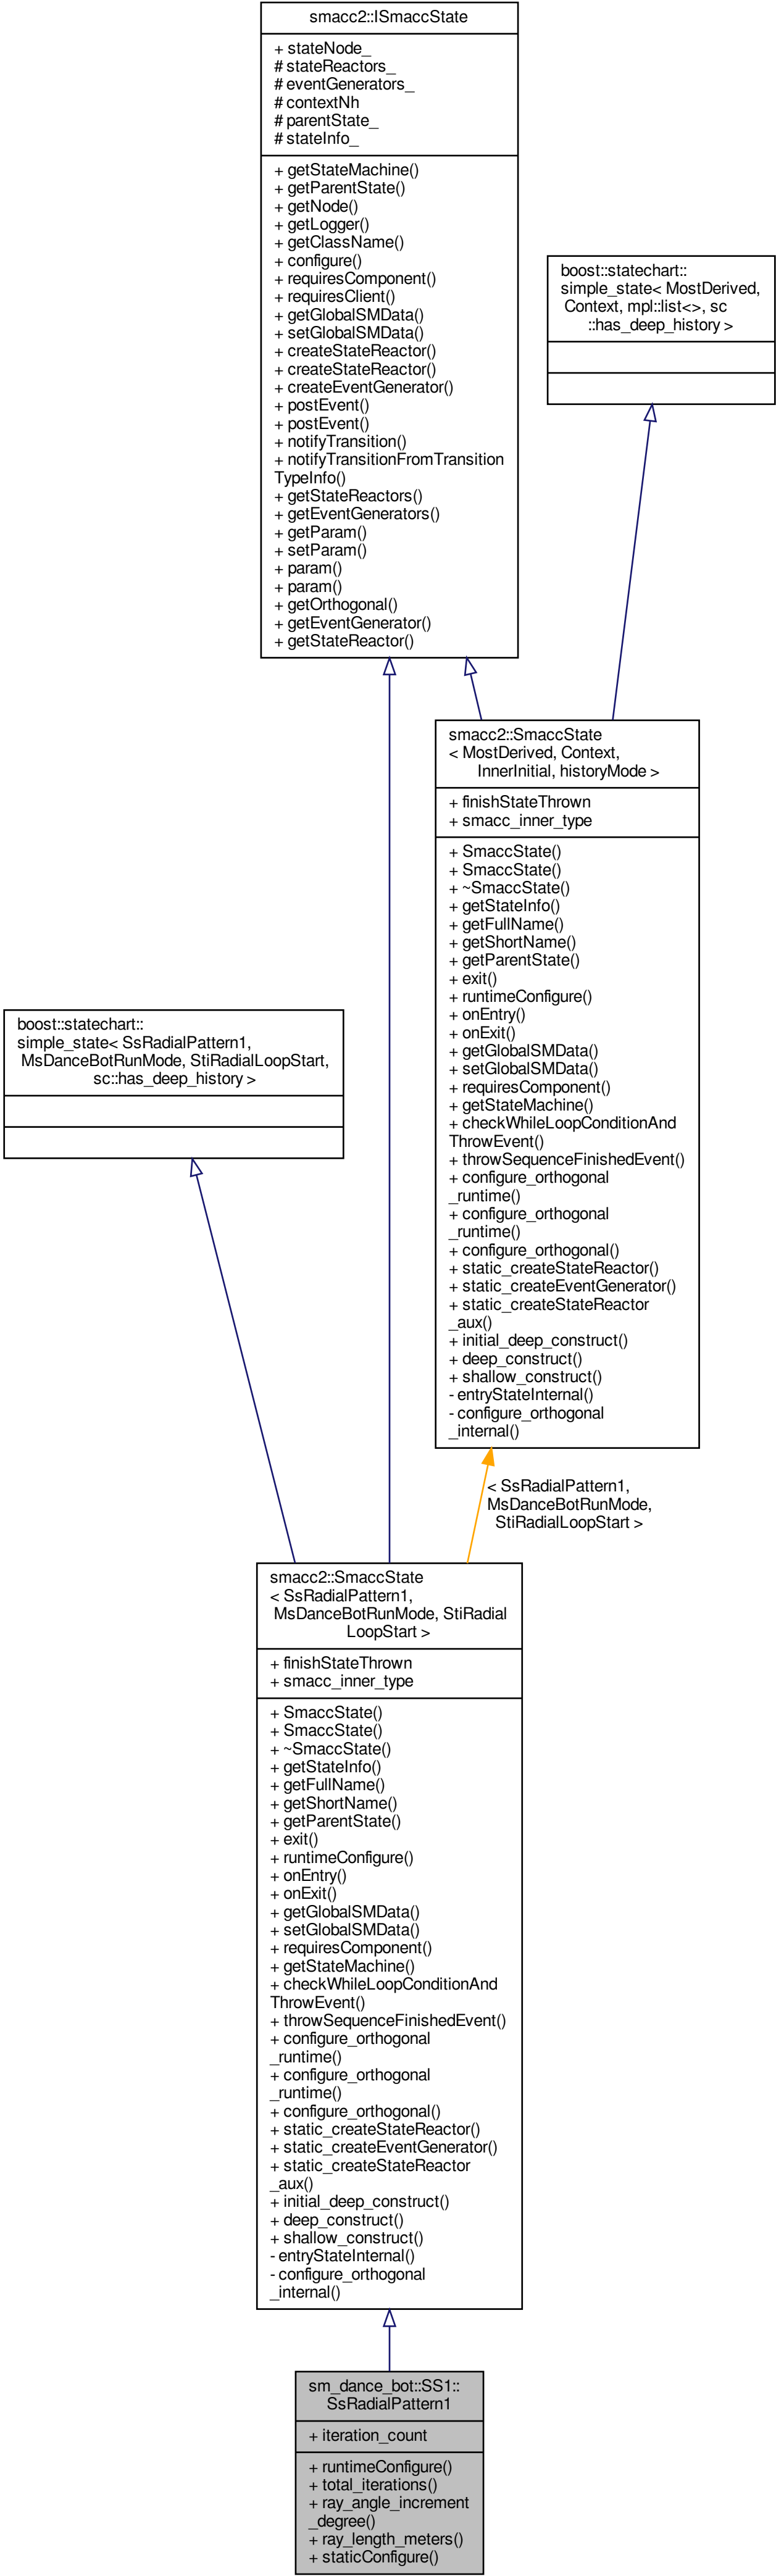 smacc2::ISmaccState
+ stateNode_
# stateReactors_
# eventGenerators_
# contextNh
# parentState_
# stateInfo_
+ getStateMachine()
+ getParentState()
+ getNode()
+ getLogger()
+ getClassName()
+ configure()
+ requiresComponent()
+ requiresClient()
+ getGlobalSMData()
+ setGlobalSMData()
+ createStateReactor()
+ createStateReactor()
+ createEventGenerator()
+ postEvent()
+ postEvent()
+ notifyTransition()
+ notifyTransitionFromTransition
TypeInfo()
+ getStateReactors()
+ getEventGenerators()
+ getParam()
+ setParam()
+ param()
+ param()
+ getOrthogonal()
+ getEventGenerator()
+ getStateReactor()
boost::statechart::
simple_state< MostDerived,
Context, mpl::list<>, sc
::has_deep_history >
smacc2::SmaccState
< MostDerived, Context,
InnerInitial, historyMode >
+ finishStateThrown
+ smacc_inner_type
+ SmaccState()
+ SmaccState()
+ ~SmaccState()
+ getStateInfo()
+ getFullName()
+ getShortName()
+ getParentState()
+ exit()
+ runtimeConfigure()
+ onEntry()
+ onExit()
+ getGlobalSMData()
+ setGlobalSMData()
+ requiresComponent()
+ getStateMachine()
+ checkWhileLoopConditionAnd
ThrowEvent()
+ throwSequenceFinishedEvent()
+ configure_orthogonal
_runtime()
+ configure_orthogonal
_runtime()
+ configure_orthogonal()
+ static_createStateReactor()
+ static_createEventGenerator()
+ static_createStateReactor
_aux()
+ initial_deep_construct()
+ deep_construct()
+ shallow_construct()
- entryStateInternal()
- configure_orthogonal
_internal()
boost::statechart::
simple_state< SsRadialPattern1,
MsDanceBotRunMode, StiRadialLoopStart,
sc::has_deep_history >
< SsRadialPattern1,
MsDanceBotRunMode,
StiRadialLoopStart >
smacc2::SmaccState
< SsRadialPattern1,
MsDanceBotRunMode, StiRadial
LoopStart >
+ finishStateThrown
+ smacc_inner_type
+ SmaccState()
+ SmaccState()
+ ~SmaccState()
+ getStateInfo()
+ getFullName()
+ getShortName()
+ getParentState()
+ exit()
+ runtimeConfigure()
+ onEntry()
+ onExit()
+ getGlobalSMData()
+ setGlobalSMData()
+ requiresComponent()
+ getStateMachine()
+ checkWhileLoopConditionAnd
ThrowEvent()
+ throwSequenceFinishedEvent()
+ configure_orthogonal
_runtime()
+ configure_orthogonal
_runtime()
+ configure_orthogonal()
+ static_createStateReactor()
+ static_createEventGenerator()
+ static_createStateReactor
_aux()
+ initial_deep_construct()
+ deep_construct()
+ shallow_construct()
- entryStateInternal()
- configure_orthogonal
_internal()
sm_dance_bot::SS1::
SsRadialPattern1
+ iteration_count
+ runtimeConfigure()
+ total_iterations()
+ ray_angle_increment
_degree()
+ ray_length_meters()
+ staticConfigure()